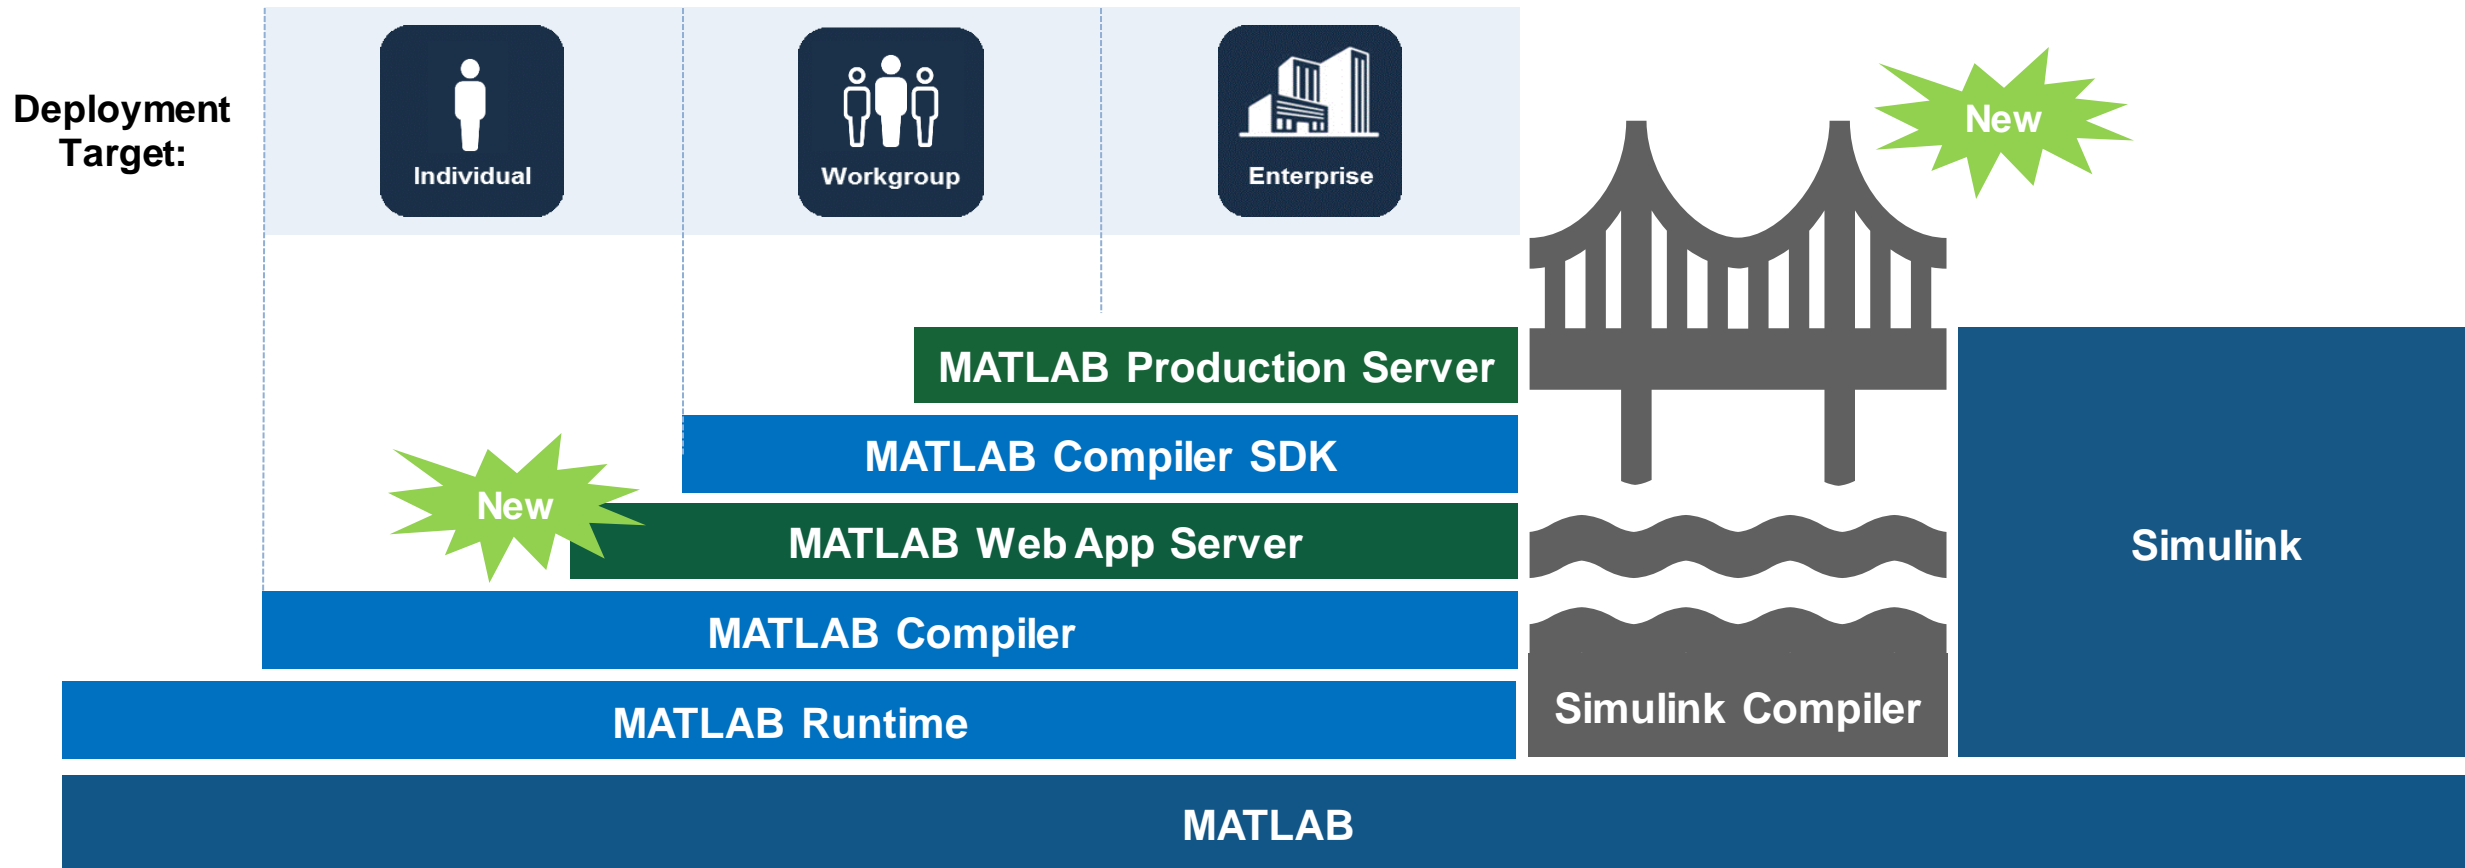 Deployment
Target:
Individual
Workgroup
Enterprise
New
MATLAB Production Server
MATLAB Compiler SDK
New
MATLAB Web App Server
Simulink
MATLAB Compiler
MATLAB Runtime
Simulink Compiler
MATLAB